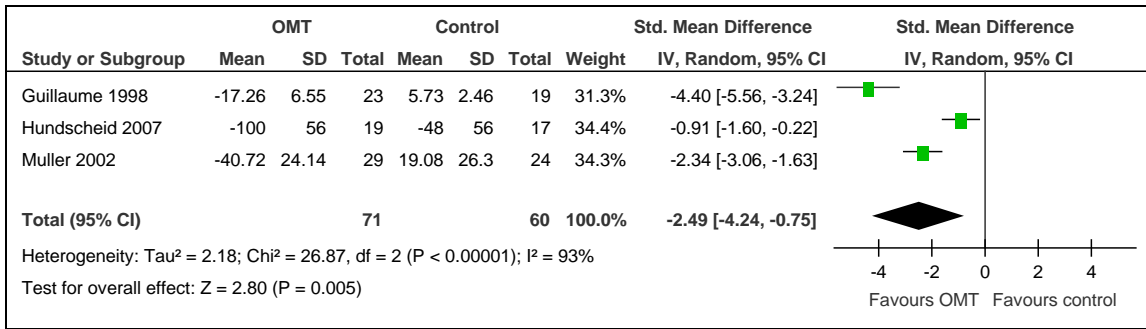 OMT Control Std. Mean Difference Std. Mean Difference
Study or Subgroup Mean SD Total Mean SD Total Weight IV, Random, 95% CI IV, Random, 95% CI
Guillaume 1998 -17.26 6.55 23 5.73 2.46 19 31.3% -4.40 [-5.56, -3.24]
Hundscheid 2007 -100 56 19 -48 56 17 34.4% -0.91 [-1.60, -0.22]
Muller 2002 -40.72 24.14 29 19.08 26.3 24 34.3% -2.34 [-3.06, -1.63]
Total (95% CI) 71 60 100.0% -2.49 [-4.24, -0.75]
Heterogeneity: Tau² = 2.18; Chi² = 26.87, df = 2 (P < 0.00001); I² = 93%
Test for overall effect: Z = 2.80 (P = 0.005)
-4 -2 0 2 4
Favours OMT Favours control